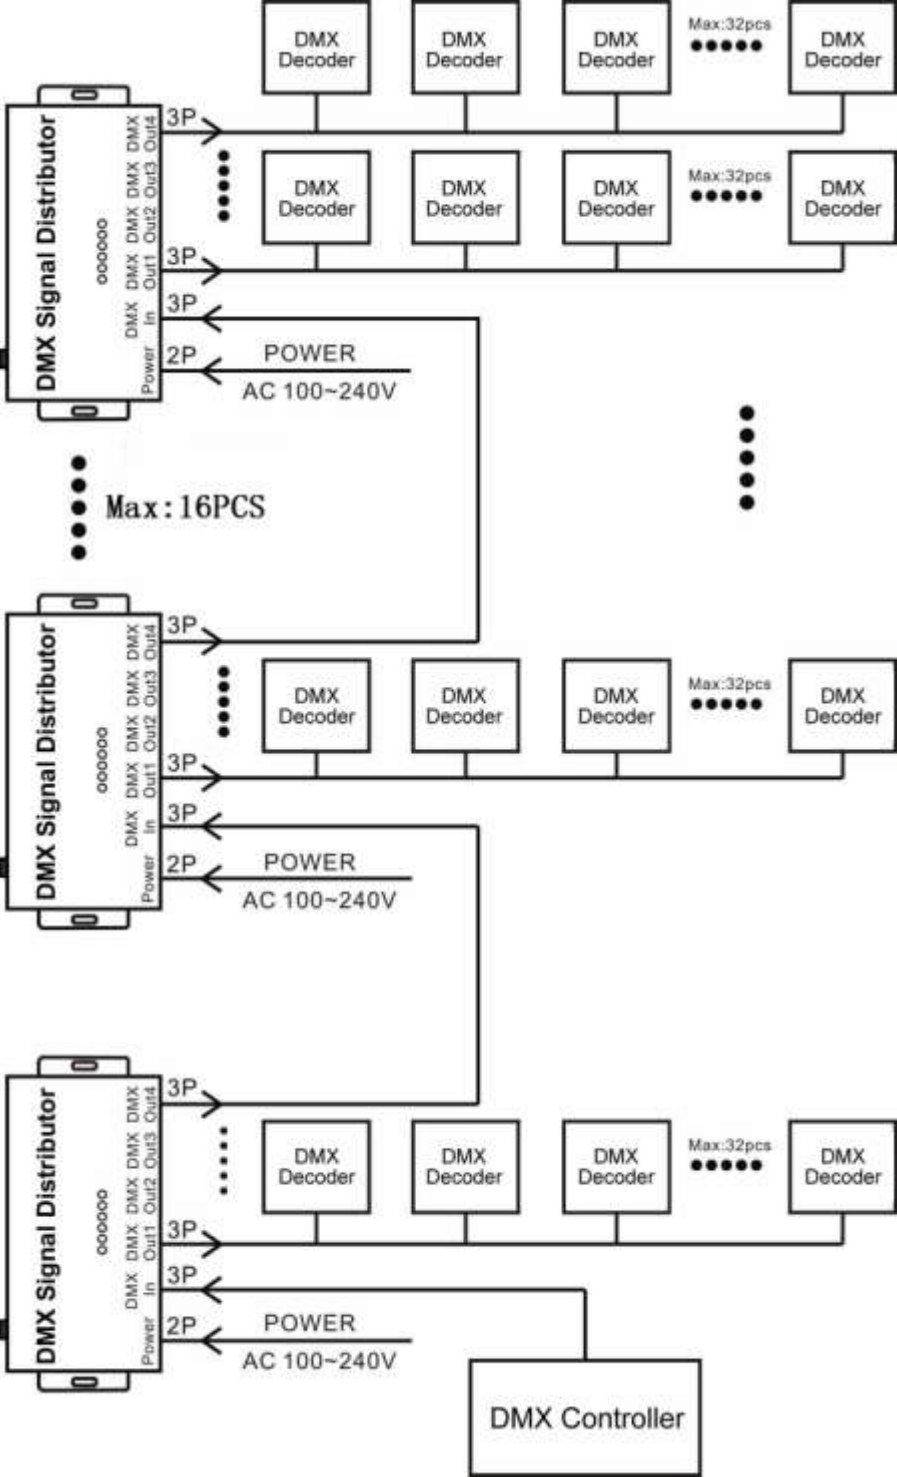 DMX Decoder
DMX Decoder
DMX Decoder
Max:32pcs
DMX Decoder
DMX Signal Distributor
DMX Out4
3P
DMX Out3
DMX Out2
DMX Decoder
DMX Decoder
DMX Decoder
Max:32pcs
DMX Decoder
DMX Out1
3P
DMX In
3P
Power
2P
POWER
AC 100~240V
Max:16PCS
DMX Signal Distributor
DMX Out4
3P
DMX Out3
DMX Out2
DMX Decoder
DMX Decoder
DMX Decoder
Max:32pcs
DMX Decoder
DMX Out1
3P
DMX In
3P
Power
2P
POWER
AC 100~240V
DMX Signal Distributor
DMX Out4
3P
DMX Out3
DMX Out2
DMX Decoder
DMX Decoder
DMX Decoder
Max:32pcs
DMX Decoder
DMX Out1
3P
DMX In
3P
Power
2P
POWER
AC 100~240V
DMX Controller